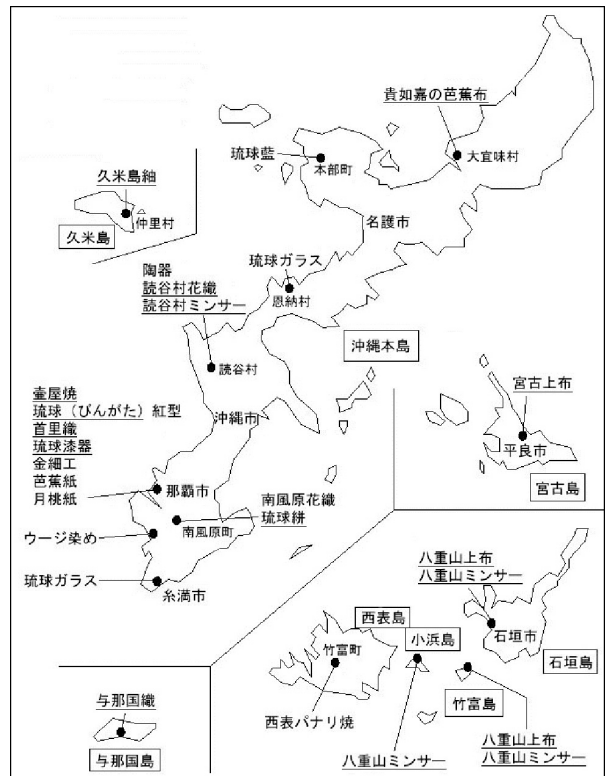 貴如嘉の芭蕉布
大宜味村
琉球藍
本部町
久米島紬
仲里村
久米島
名護市
琉球ガラス
恩納村
陶器
読谷村花織
読谷村ミンサー
読谷村
沖縄本島
宮古上布
平良市
宮古島
壷屋焼
琉球（びんがた）紅型
首里織
琉球漆器
金細工
芭蕉紙
月桃紙
沖縄市
那覇市
南風原花織
琉球絣
南風原町
ウージ染め
琉球ガラス
糸満市
八重山上布
八重山ミンサー
石垣市
石垣島
西表島
竹富町
西表パナリ焼
小浜島
八重山ミンサー
竹富島
八重山上布
八重山ミンサー
与那国織
与那国島